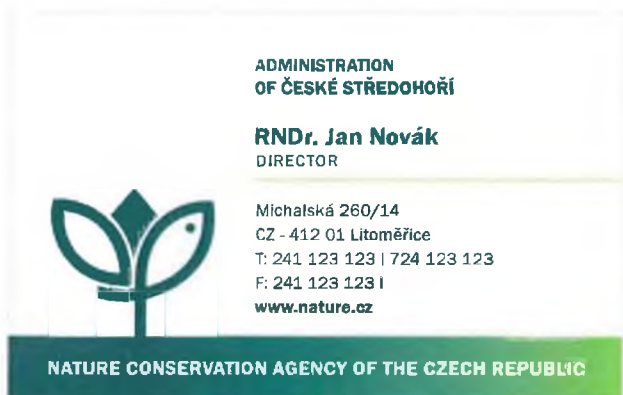 ADMINISTRATION
OF ČESKÉ STŘEDOHOŘÍ
RNDr. Jan Novák
DIRECTOR
Michalská 260/14
CZ - 412 01 Litoměřice
T: 241 123 123 | 724 123 123
F: 241 123 123 |
www.nature.cz
NATURE CONSERVATION AGENCY OF THE CZECH REPUBLIC